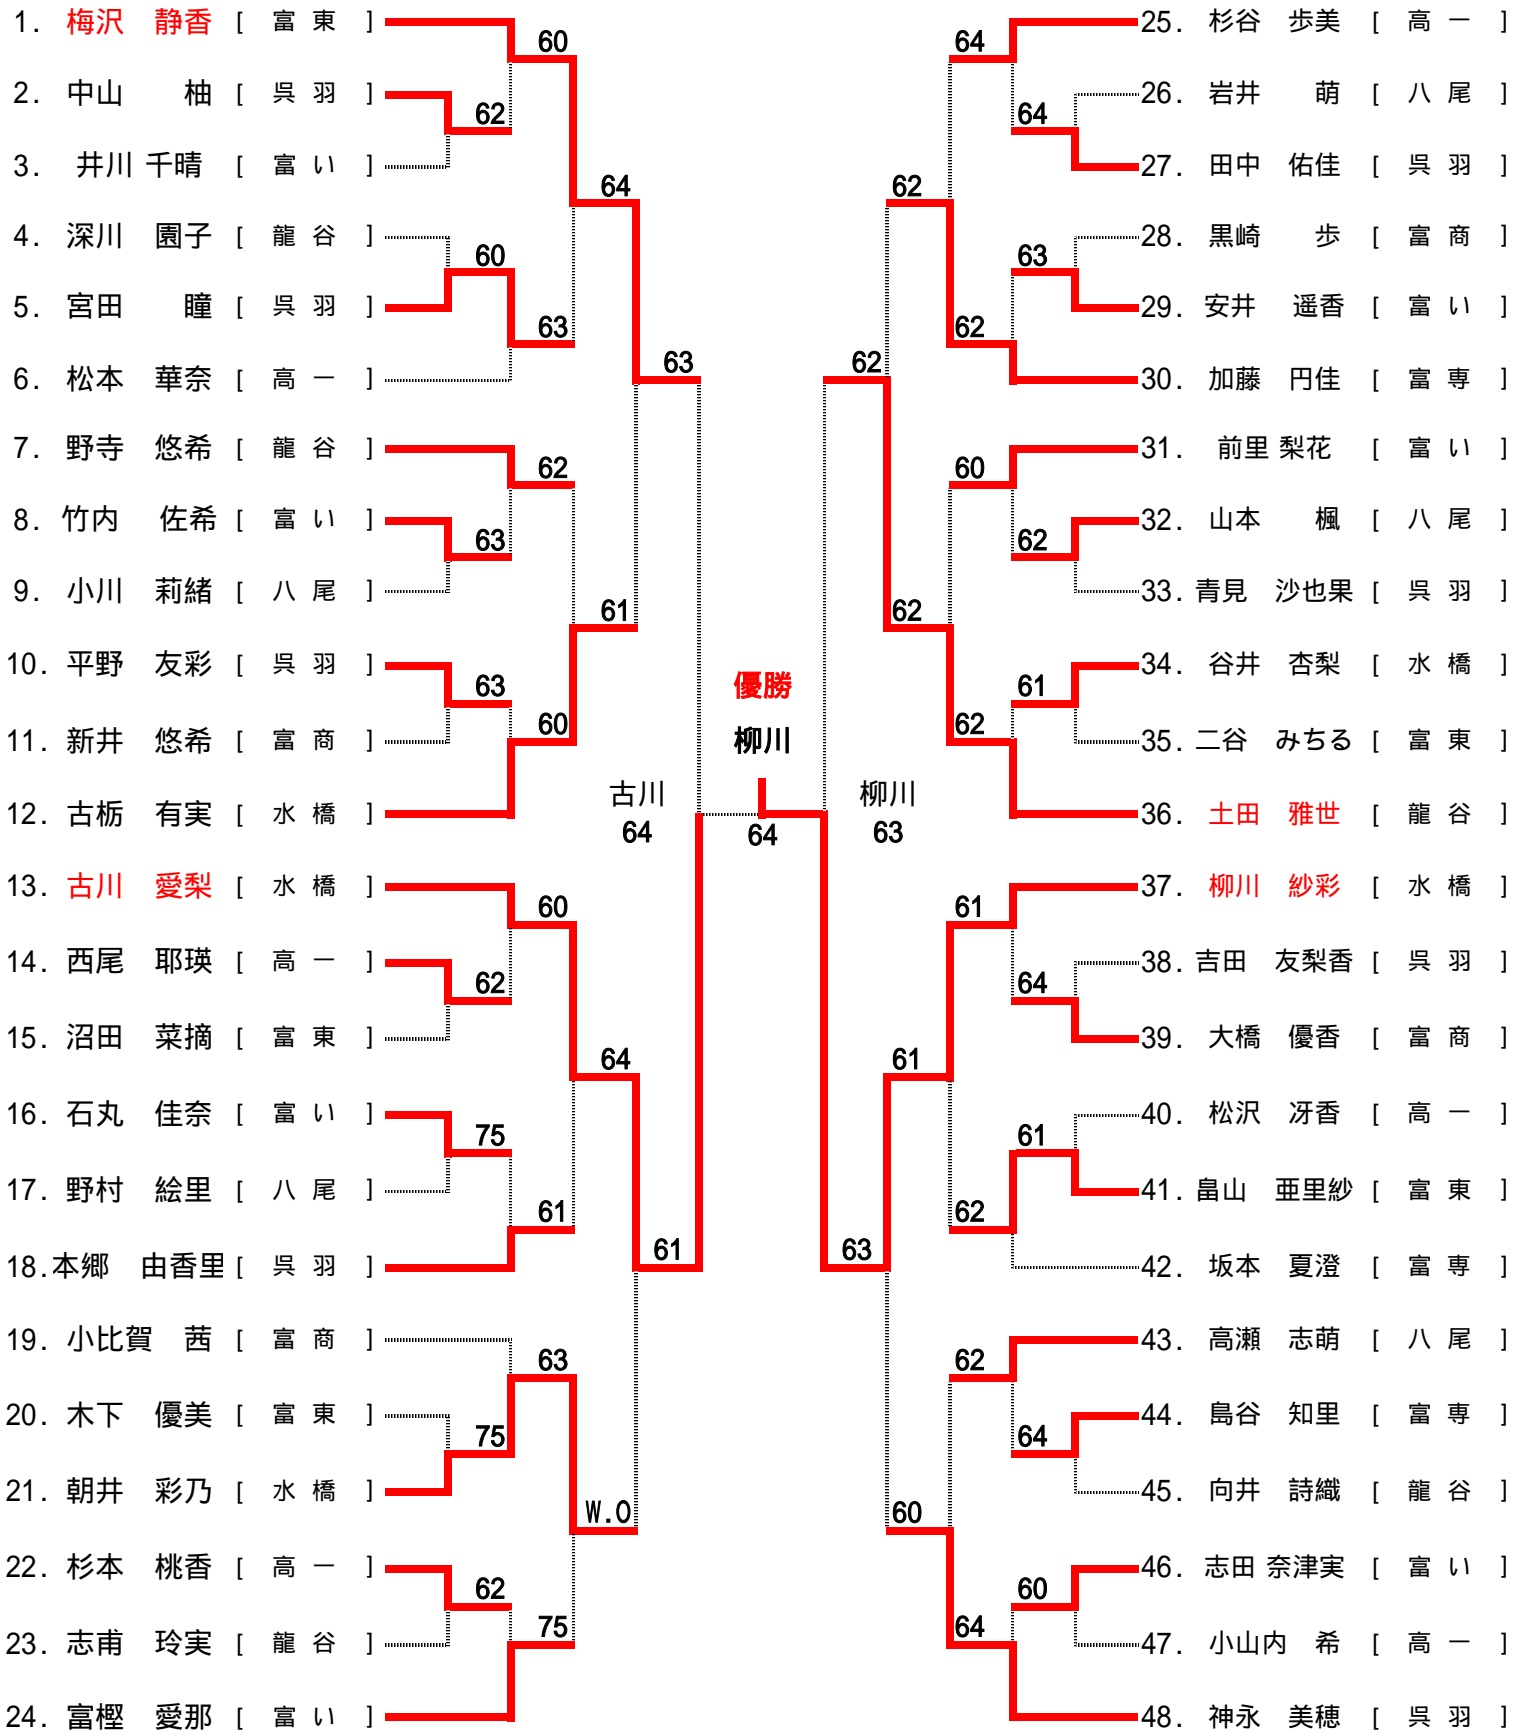 1. 梅沢 静香 [ 富 東 ]
60
2. 中山 柚 [ 呉 羽 ]
62
3. 井川 千晴 [ 富 い ]
64
4. 深川 園子 [ 龍 谷 ]
60
5. 宮田 瞳 [ 呉 羽 ]
63
6. 松本 華奈 [ 高 一 ]
63
7. 野寺 悠希 [ 龍 谷 ]
62
8. 竹内 佐希 [ 富 い ]
63
9. 小川 莉緒 [ 八 尾 ]
61
10. 平野 友彩 [ 呉 羽 ]
63
11. 新井 悠希 [ 富 商 ]
60
12. 古栃 有実 [ 水 橋 ]
13. 古川 愛梨 [ 水 橋 ]
60
14. 西尾 耶瑛 [ 高 一 ]
62
15. 沼田 菜摘 [ 富 東 ]
64
16. 石丸 佳奈 [ 富 い ]
75
17. 野村 絵里 [ 八 尾 ]
61
18. 本郷 由香里 [ 呉 羽 ]
61
19. 小比賀 茜 [ 富 商 ]
63
20. 木下 優美 [ 富 東 ]
75
21. 朝井 彩乃 [ 水 橋 ]
W.O
22. 杉本 桃香 [ 高 一 ]
62
23. 志甫 玲実 [ 龍 谷 ]
75
24. 富樫 愛那 [ 富 い ]
優勝
柳川
古川
64
64
柳川
63
25. 杉谷 歩美 [ 高 一 ]
64
26. 岩井 萌 [ 八 尾 ]
64
27. 田中 佑佳 [ 呉 羽 ]
62
28. 黒崎 歩 [ 富 商 ]
63
29. 安井 遥香 [ 富 い ]
62
30. 加藤 円佳 [ 富 専 ]
62
31. 前里 梨花 [ 富 い ]
60
32. 山本 楓 [ 八 尾 ]
62
33. 青見 沙也果 [ 呉 羽 ]
62
34. 谷井 杏梨 [ 水 橋 ]
61
35. 二谷 みちる [ 富 東 ]
62
36. 土田 雅世 [ 龍 谷 ]
37. 柳川 紗彩 [ 水 橋 ]
61
38. 吉田 友梨香 [ 呉 羽 ]
64
39. 大橋 優香 [ 富 商 ]
61
40. 松沢 冴香 [ 高 一 ]
61
41. 畠山 亜里紗 [ 富 東 ]
62
42. 坂本 夏澄 [ 富 専 ]
63
43. 高瀬 志萌 [ 八 尾 ]
62
44. 島谷 知里 [ 富 専 ]
64
45. 向井 詩織 [ 龍 谷 ]
60
46. 志田 奈津実 [ 富 い ]
60
47. 小山内 希 [ 高 一 ]
64
48. 神永 美穂 [ 呉 羽 ]